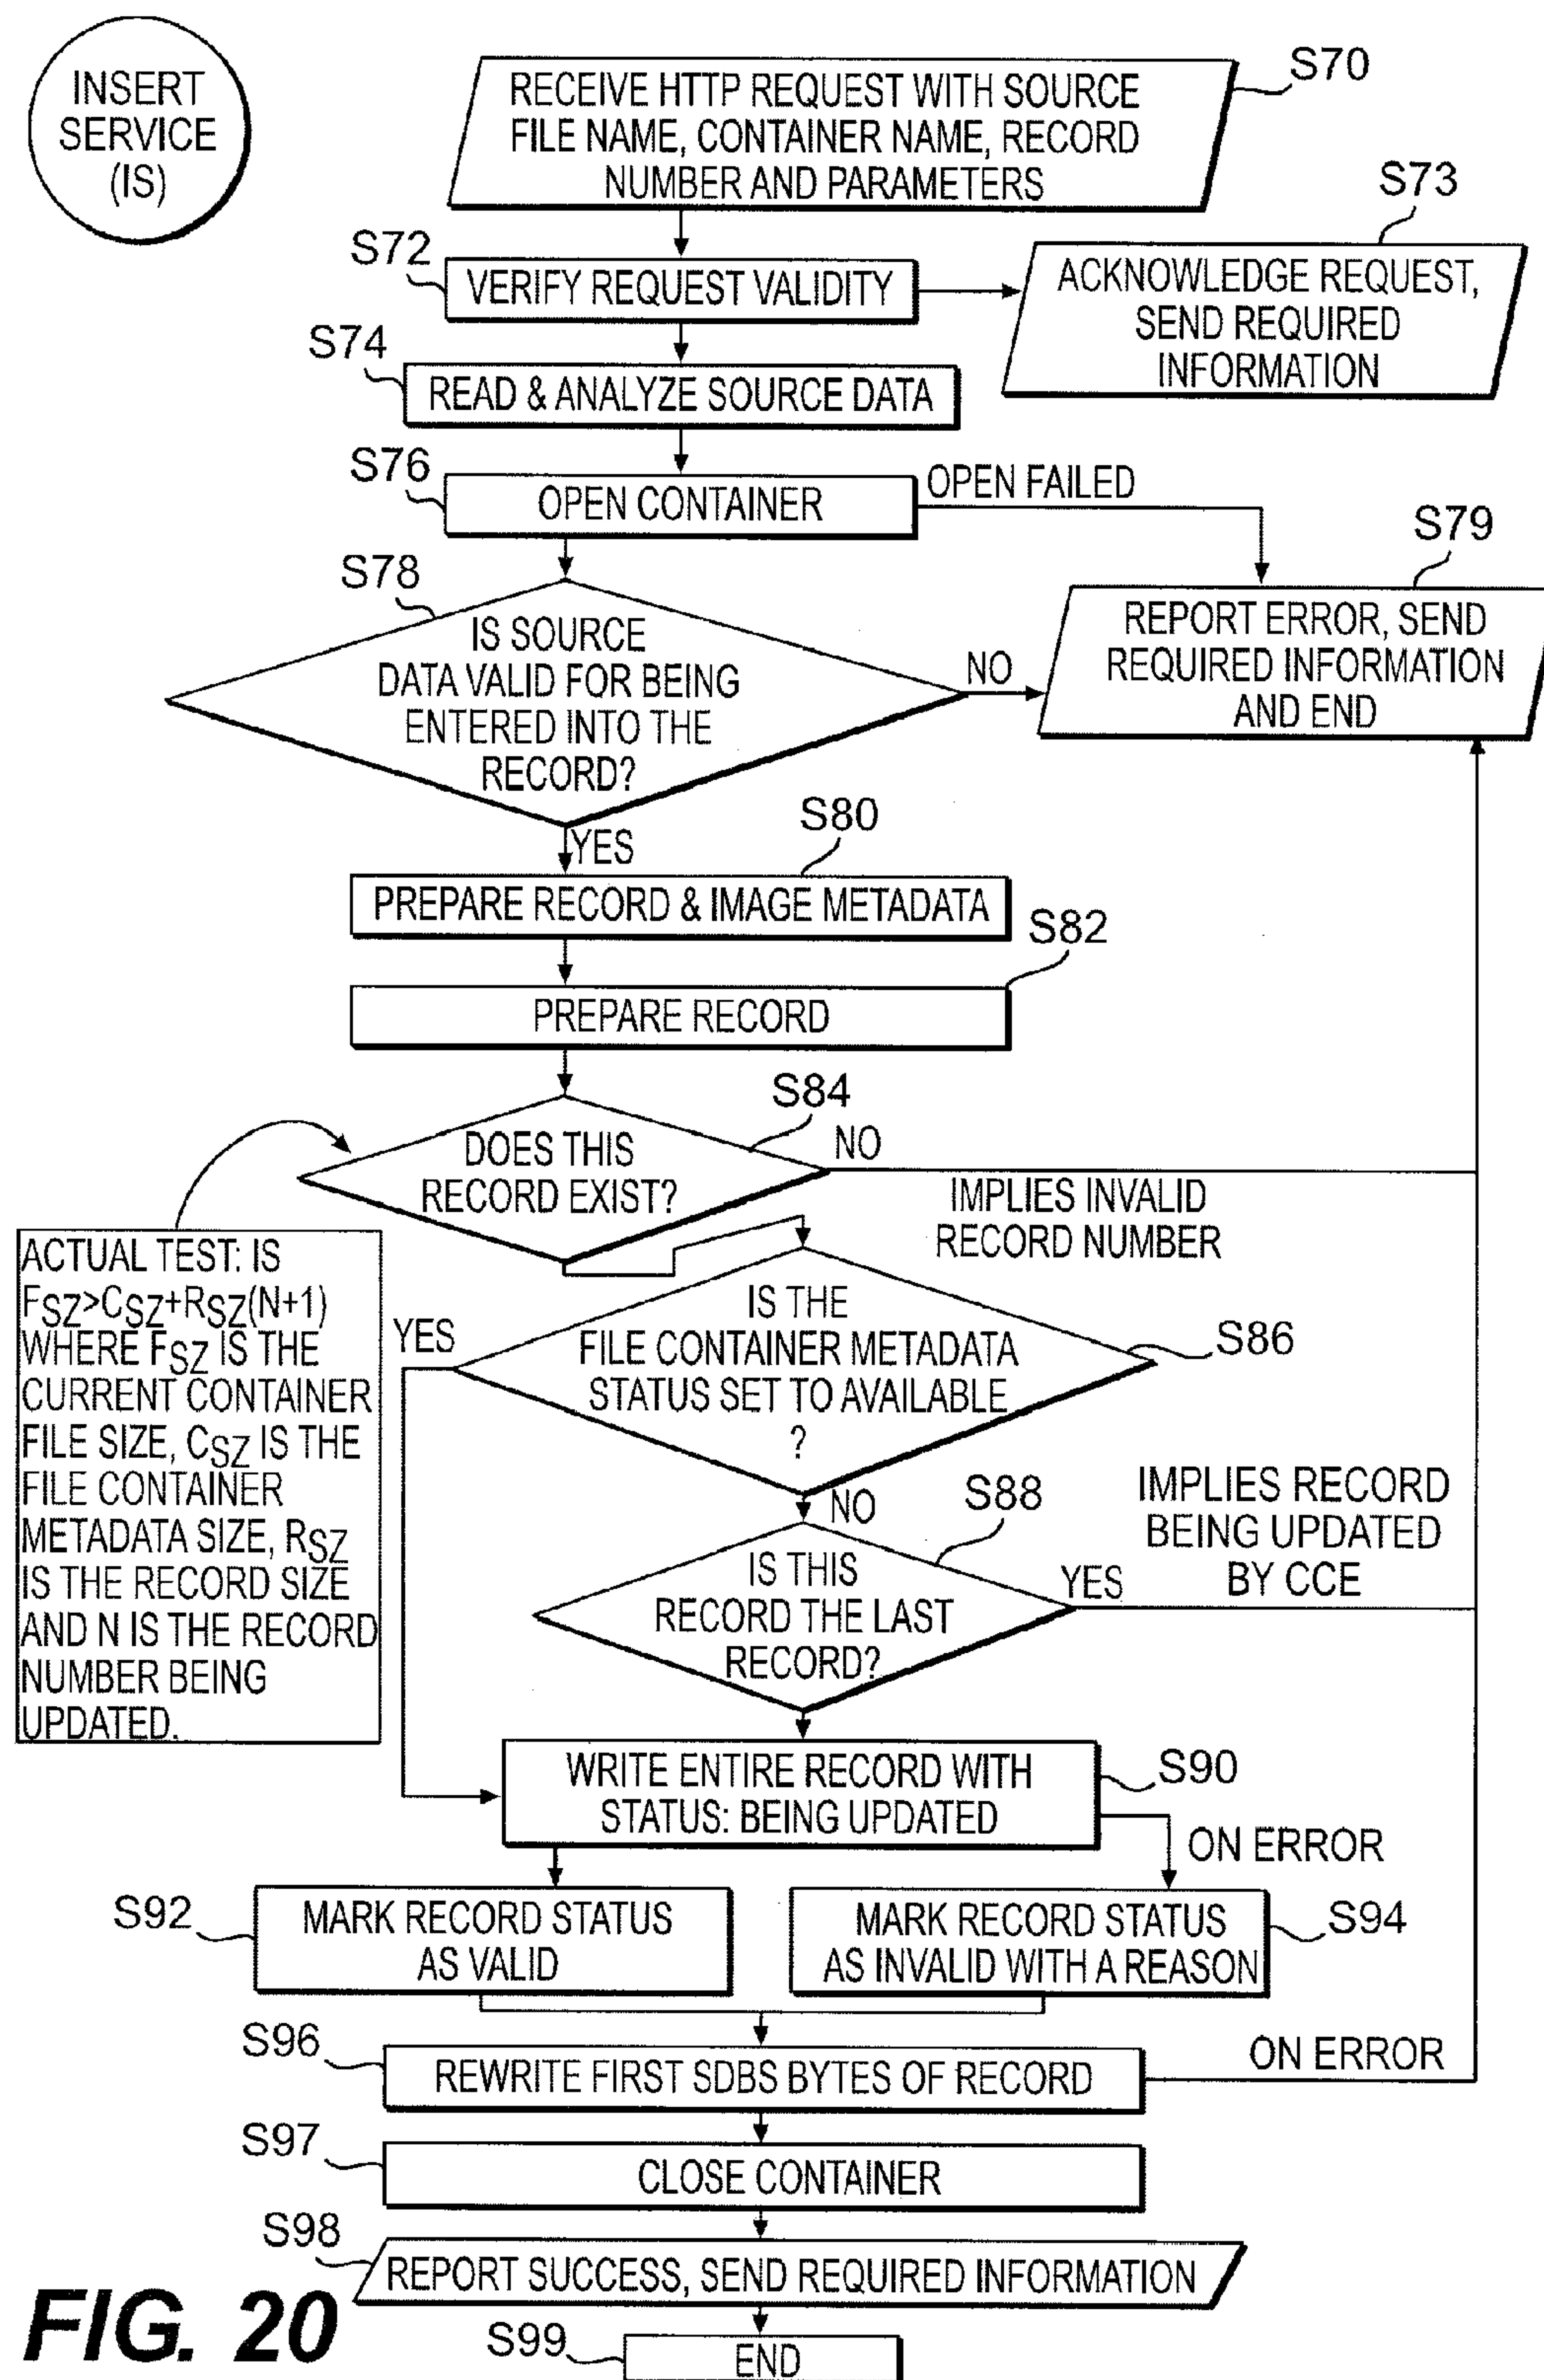 INSERT
SERVICE
(IS)
S70
RECEIVE HTTP REQUEST WITH SOURCE
FILE NAME, CONTAINER NAME, RECORD
NUMBER AND PARAMETERS
S73
S72
VERIFY REQUEST VALIDITY
ACKNOWLEDGE REQUEST,
SEND REQUIRED
INFORMATION
S74
READ & ANALYZE SOURCE DATA
S76
OPEN CONTAINER
OPEN FAILED
S79
REPORT ERROR, SEND
REQUIRED INFORMATION
AND END
S78
IS SOURCE
DATA VALID FOR BEING
ENTERED INTO THE
RECORD?
NO
YES
S80
PREPARE RECORD & IMAGE METADATA
S82
PREPARE RECORD
S84
DOES THIS
RECORD EXIST?
NO
IMPLIES INVALID
RECORD NUMBER
ACTUAL TEST: IS
FSZ>CSZ+RSZ(N+1)
WHERE FSZ IS THE
CURRENT CONTAINER
FILE SIZE, CSZ IS THE
FILE CONTAINER
METADATA SIZE, RSZ
IS THE RECORD SIZE
AND N IS THE RECORD
NUMBER BEING
UPDATED.
YES
IS THE
FILE CONTAINER METADATA
STATUS SET TO AVAILABLE
?
S86
NO
S88
IS THIS
RECORD THE LAST
RECORD?
YES
IMPLIES RECORD
BEING UPDATED
BY CCE
WRITE ENTIRE RECORD WITH
STATUS: BEING UPDATED
S90
ON ERROR
S92
MARK RECORD STATUS
AS VALID
MARK RECORD STATUS
AS INVALID WITH A REASON
S94
S96
REWRITE FIRST SDBS BYTES OF RECORD
ON ERROR
S97
CLOSE CONTAINER
S98
REPORT SUCCESS, SEND REQUIRED INFORMATION
S99
END
FIG. 20